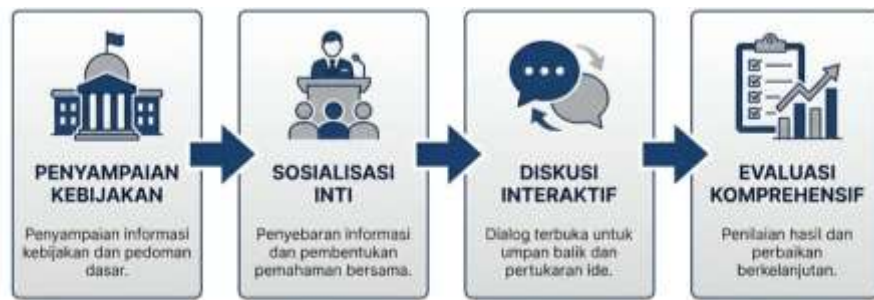 PENYAMPAIAN
KEBIJAKAN
Penyampaian informasi
kebijakan dan pedoman
dasar.
SOSIALISASI
INTI
Penyebaran informasi
dan pembentukan
pemahaman bersama.
DISKUSI
INTERAKTIF
Dialog terbuka untuk
umpan balik dan
pertukaran ide.
EVALUASI
KOMPREHENSIF
Penilaian hasil dan
perbaikan
berkelanjutan.